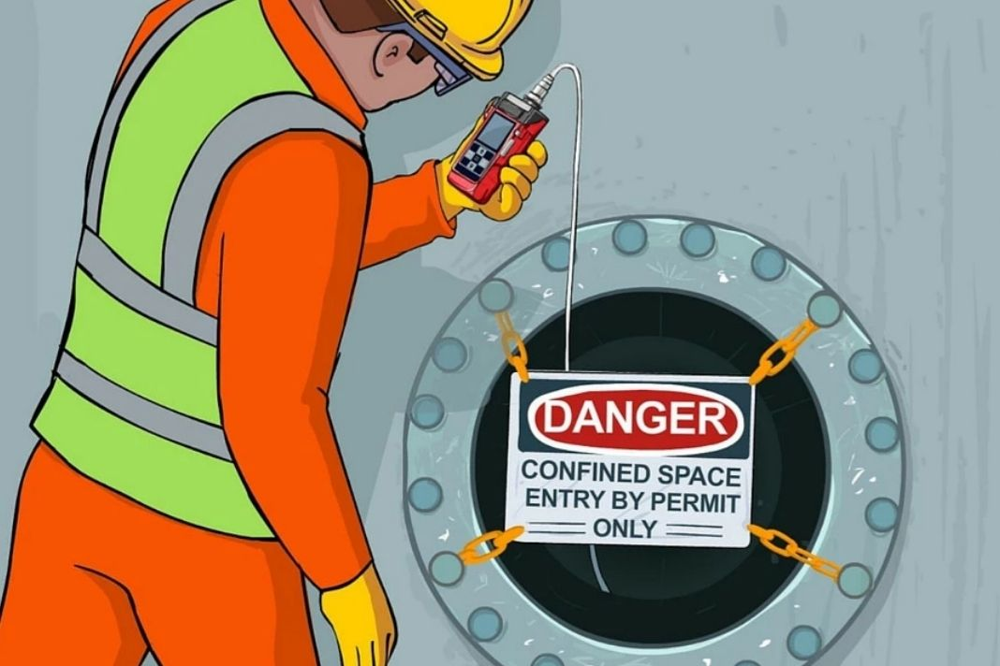 DANGER
CONFINED SPACE
ENTRY BY PERMIT
ONLY